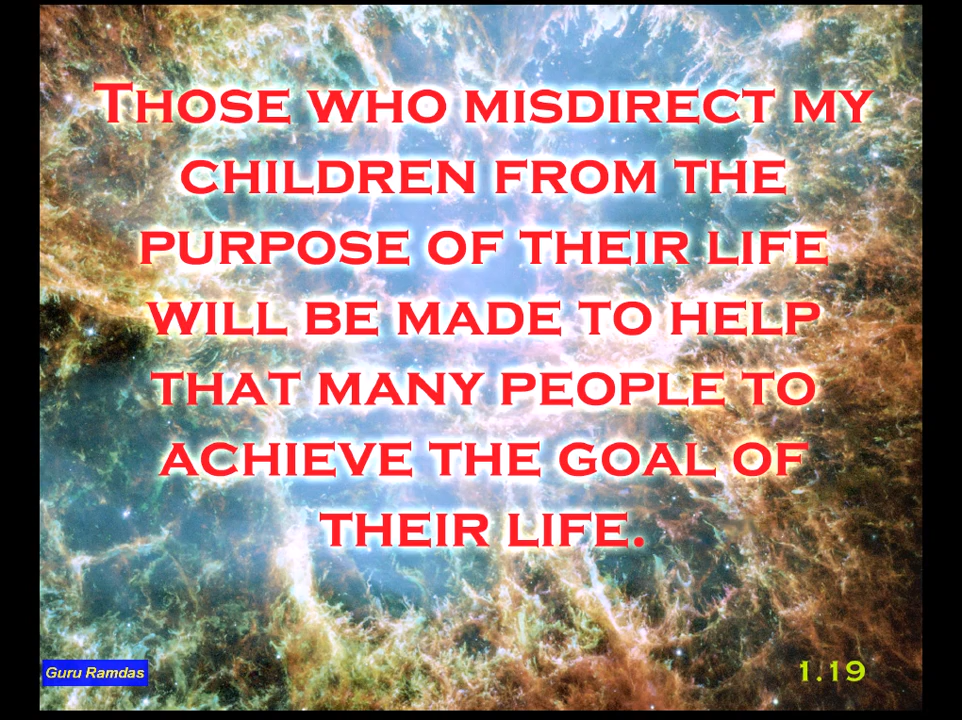 Those who misdirect my
children from the
purpose of their life
will be made to help
that many people to
achieve the goal of
their life.
Guru Ramdas
1.19